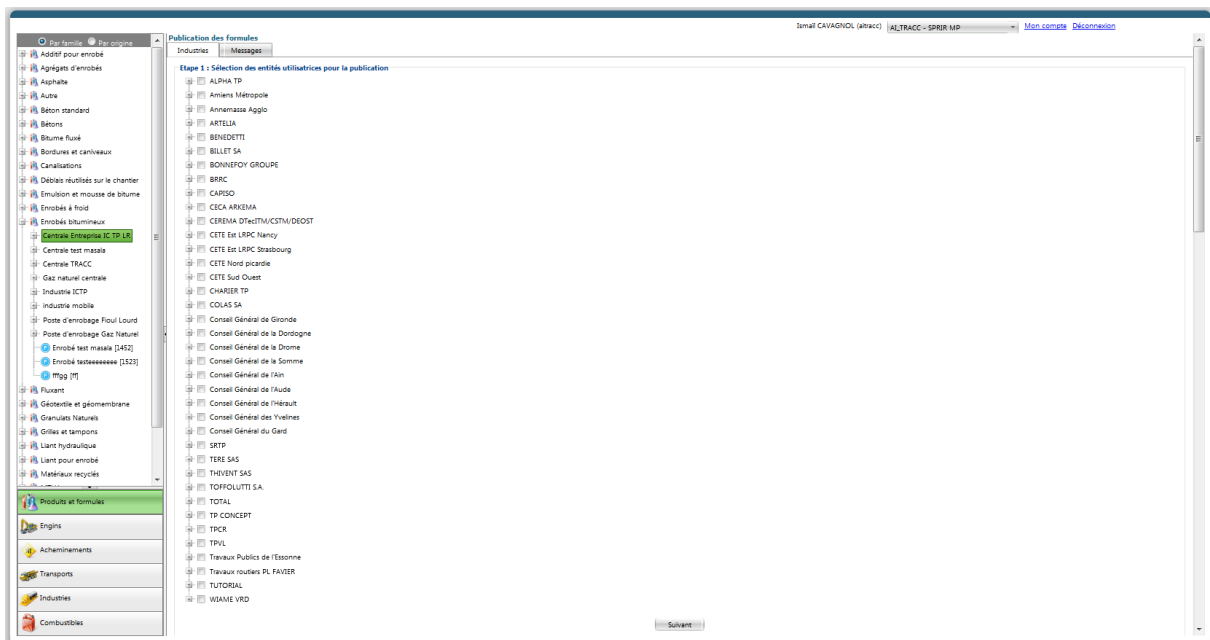 Ismaïl CAVAGNOL (aitracc) AI_TRACC - SPRIR MP Mon compte Déconnexion
Par famille Par origine
Additif pour enrobé
Agrégats d'enrobés
Asphalte
Autre
Béton standard
Bétons
Bitume fluxé
Bordures et caniveaux
Canalisations
Déblais réutilisés sur le chantier
Emulsion et mousse de bitume
Enrobés à froid
Enrobés bitumineux
Centrale Entreprise IC TP LR
Centrale test masala
Centrale TRACC
Gaz naturel centrale
Industrie ICTP
industrie mobile
Poste d'enrobage Fioul Lourd
Poste d'enrobage Gaz Naturel
Enrobé test masala [1452]
Enrobé testeeeeeeee [1523]
fffgg [ff]
Fluxant
Géotextile et géomembrane
Granulats Naturels
Grilles et tampons
Liant hydraulique
Liant pour enrobé
Matériaux recyclés
Produits et formules
Engins
Acheminements
Transports
Industries
Combustibles
Publication des formules
Industries Messages
Etape 1 : Sélection des entités utilisatrices pour la publication
ALPHA TP
Amiens Métropole
Annemasse Agglo
ARTELIA
BENEDETTI
BILLET SA
BONNEFOY GROUPE
BRRC
CAPISO
CECA ARKEMA
CEREMA DTecITM/CSTM/DEOST
CETE Est LRPC Nancy
CETE Est LRPC Strasbourg
CETE Nord picardie
CETE Sud Ouest
CHARIER TP
COLAS SA
Conseil Général de Gironde
Conseil Général de la Dordogne
Conseil Général de la Drome
Conseil Général de la Somme
Conseil Général de l'Ain
Conseil Général de l'Aude
Conseil Général de l'Hérault
Conseil Général des Yvelines
Conseil Général du Gard
SRTP
TERE SAS
THIVENT SAS
TOFFOLUTTI S.A.
TOTAL
TP CONCEPT
TPCR
TPVL
Travaux Publics de l'Essonne
Travaux routiers PL FAVIER
TUTORIAL
WIAME VRD
Suivant